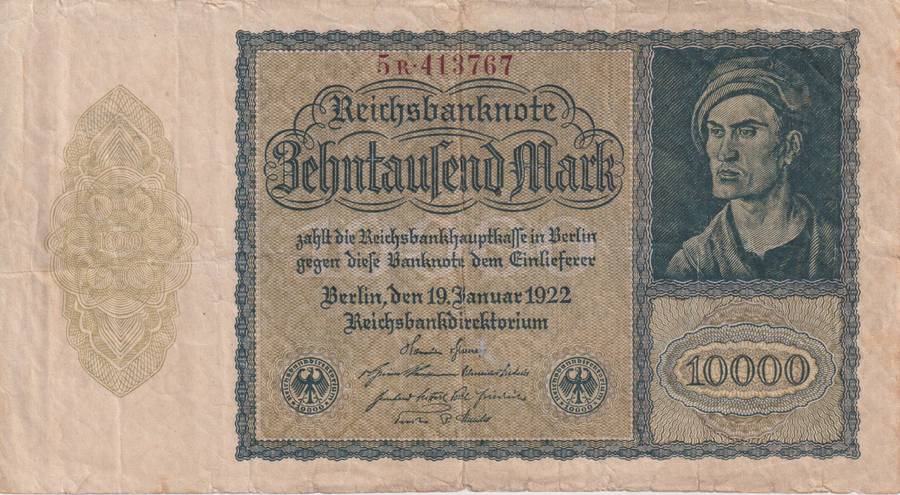 5R·413767
Reichsbanknote
Zehntausend Mark
zahlt die Reichsbankhauptkasse in Berlin
gegen diese Banknote dem Einlieferer
Berlin, den 19. Januar 1922
Reichsbankdirektorium
10000